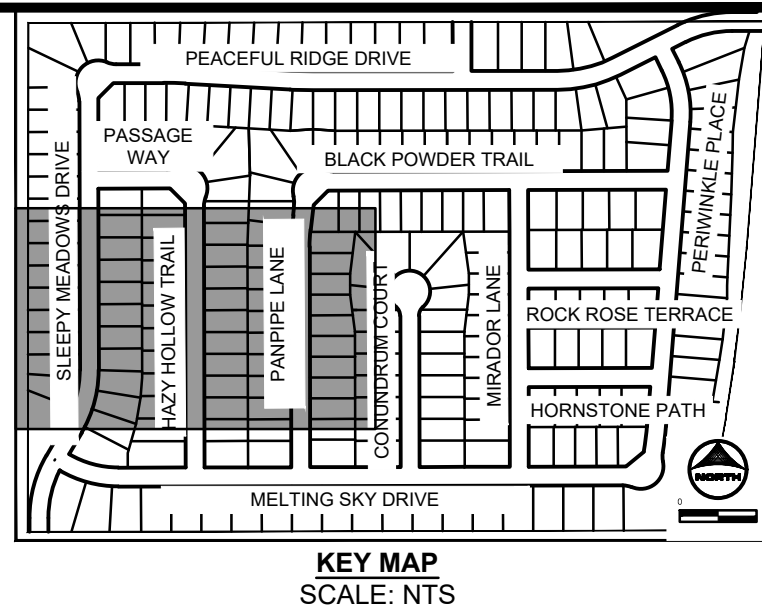 PEACEFUL RIDGE DRIVE
PASSAGE
WAY
BLACK POWDER TRAIL
PERIWINKLE PLACE
SLEEPY MEADOWS DRIVE
HAZY HOLLOW TRAIL
PANPIPE LANE
CONUNDRUM COURT
MIRADOR LANE
ROCK ROSE TERRACE
HORNSTONE PATH
MELTING SKY DRIVE
NORTH
0
KEY MAP
SCALE: NTS